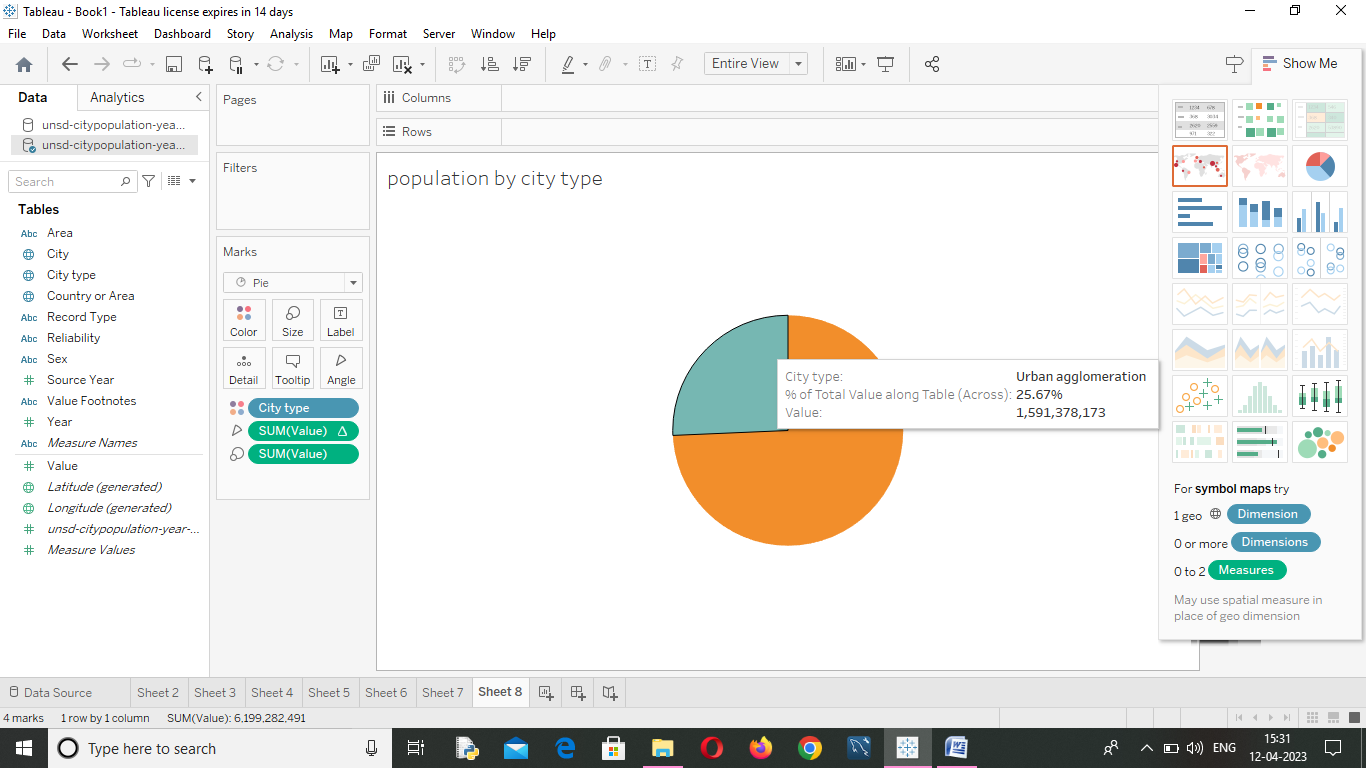 Tableau - Book1 - Tableau license expires in 14 days
File Data Worksheet Dashboard Story Analysis Map Format Server Window Help
Entire View
Show Me
Data Analytics
unsd-citypopulation-yea...
unsd-citypopulation-yea...
Search
Tables
Abc Area
City
City type
Country or Area
Abc Record Type
Abc Reliability
Abc Sex
Source Year
Abc Value Footnotes
Year
Abc Measure Names
Value
Latitude (generated)
Longitude (generated)
unsd-citypopulation-year-...
Measure Values
Pages
Filters
Marks
Pie
Color Size Label
Detail Tooltip Angle
City type
SUM(Value)
SUM(Value)
Columns
Rows
population by city type
City type: Urban agglomeration
% of Total Value along Table (Across): 25.67%
Value: 1,591,378,173
For symbol maps try
1 geo Dimension
0 or more Dimensions
0 to 2 Measures
May use spatial measure in
place of geo dimension
Data Source Sheet 2 Sheet 3 Sheet 4 Sheet 5 Sheet 6 Sheet 7 Sheet 8
4 marks 1 row by 1 column SUM(Value): 6,199,282,491
Type here to search
ENG
15:31
12-04-2023